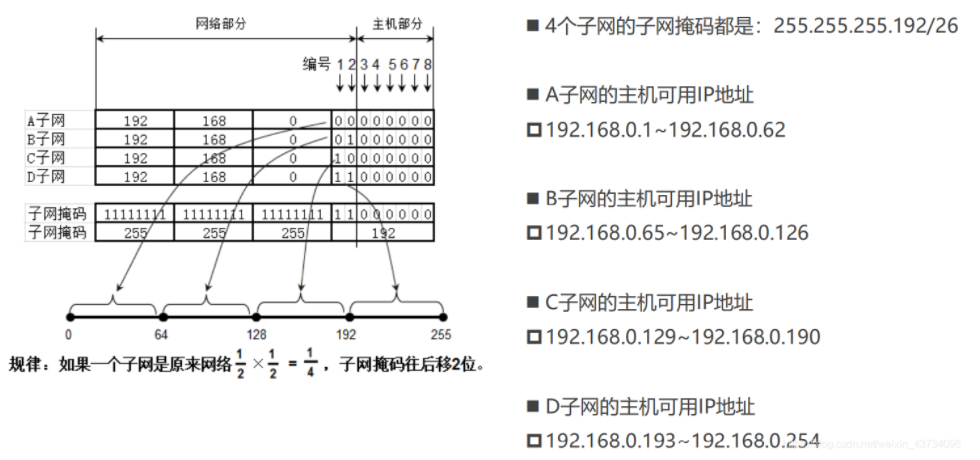 网络部分 主机部分
编号 1 2 3 4 5 6 7 8
A子网 192 168 0 0 0 0 0 0 0 0 0
B子网 192 168 0 0 1 0 0 0 0 0 0
C子网 192 168 0 1 0 0 0 0 0 0 0
D子网 192 168 0 1 1 0 0 0 0 0 0
子网掩码 11111111 11111111 11111111 1 1 0 0 0 0 0 0
子网掩码 255 255 255 192
0 64 128 192 255
规律:如果一个子网是原来网络 1/2 × 1/2 = 1/4 ,子网掩码往后移2位。
■ 4个子网的子网掩码都是:255.255.255.192/26
■ A子网的主机可用IP地址
192.168.0.1~192.168.0.62
■ B子网的主机可用IP地址
192.168.0.65~192.168.0.126
■ C子网的主机可用IP地址
192.168.0.129~192.168.0.190
■ D子网的主机可用IP地址
192.168.0.193~192.168.0.254